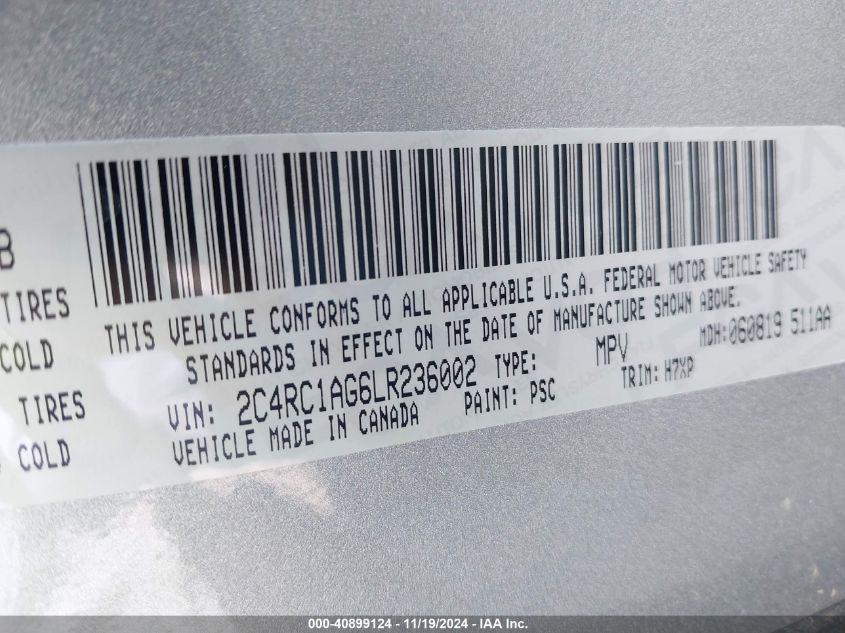 B
TIRES
COLD
TIRES
COLD
THIS VEHICLE CONFORMS TO ALL APPLICABLE U.S.A. FEDERAL MOTOR VEHICLE SAFETY
STANDARDS IN EFFECT ON THE DATE OF MANUFACTURE SHOWN ABOVE.
VIN: 2C4RC1AG6LR236002 TYPE: MPV MDH:060819 511AA
VEHICLE MADE IN CANADA PAINT: PSC TRIM: H7XP
000-40899124 - 11/19/2024 - IAA Inc.